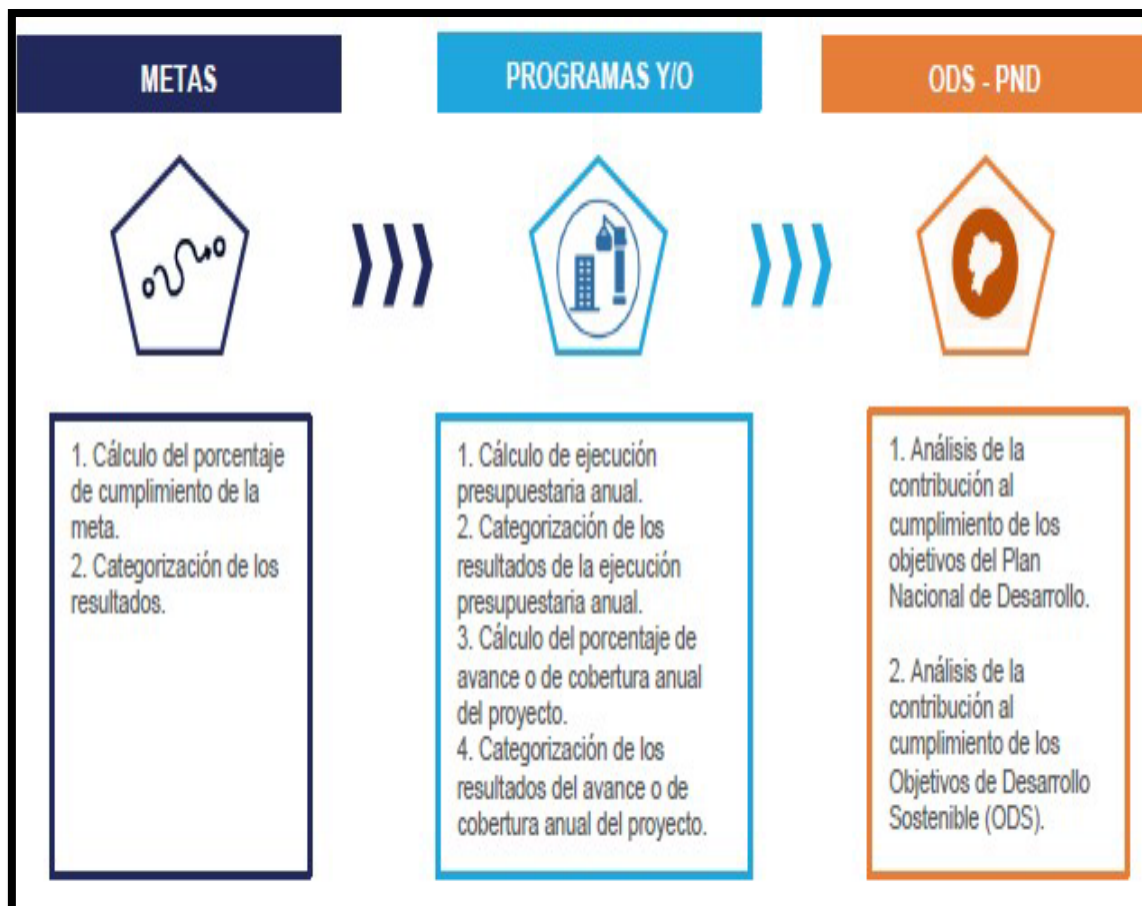 METAS
PROGRAMAS Y/O
ODS - PND
1. Cálculo del porcentaje
de cumplimiento de la
meta.
2. Categorización de los
resultados.
1. Cálculo de ejecución
presupuestaria anual.
2. Categorización de los
resultados de la ejecución
presupuestaria anual.
3. Cálculo del porcentaje de
avance o de cobertura anual
del proyecto.
4. Categorización de los
resultados del avance o de
cobertura anual del proyecto.
1. Análisis de la
contribución al
cumplimiento de los
objetivos del Plan
Nacional de Desarrollo.
2. Análisis de la
contribución al
cumplimiento de los
Objetivos de Desarrollo
Sostenible (ODS).